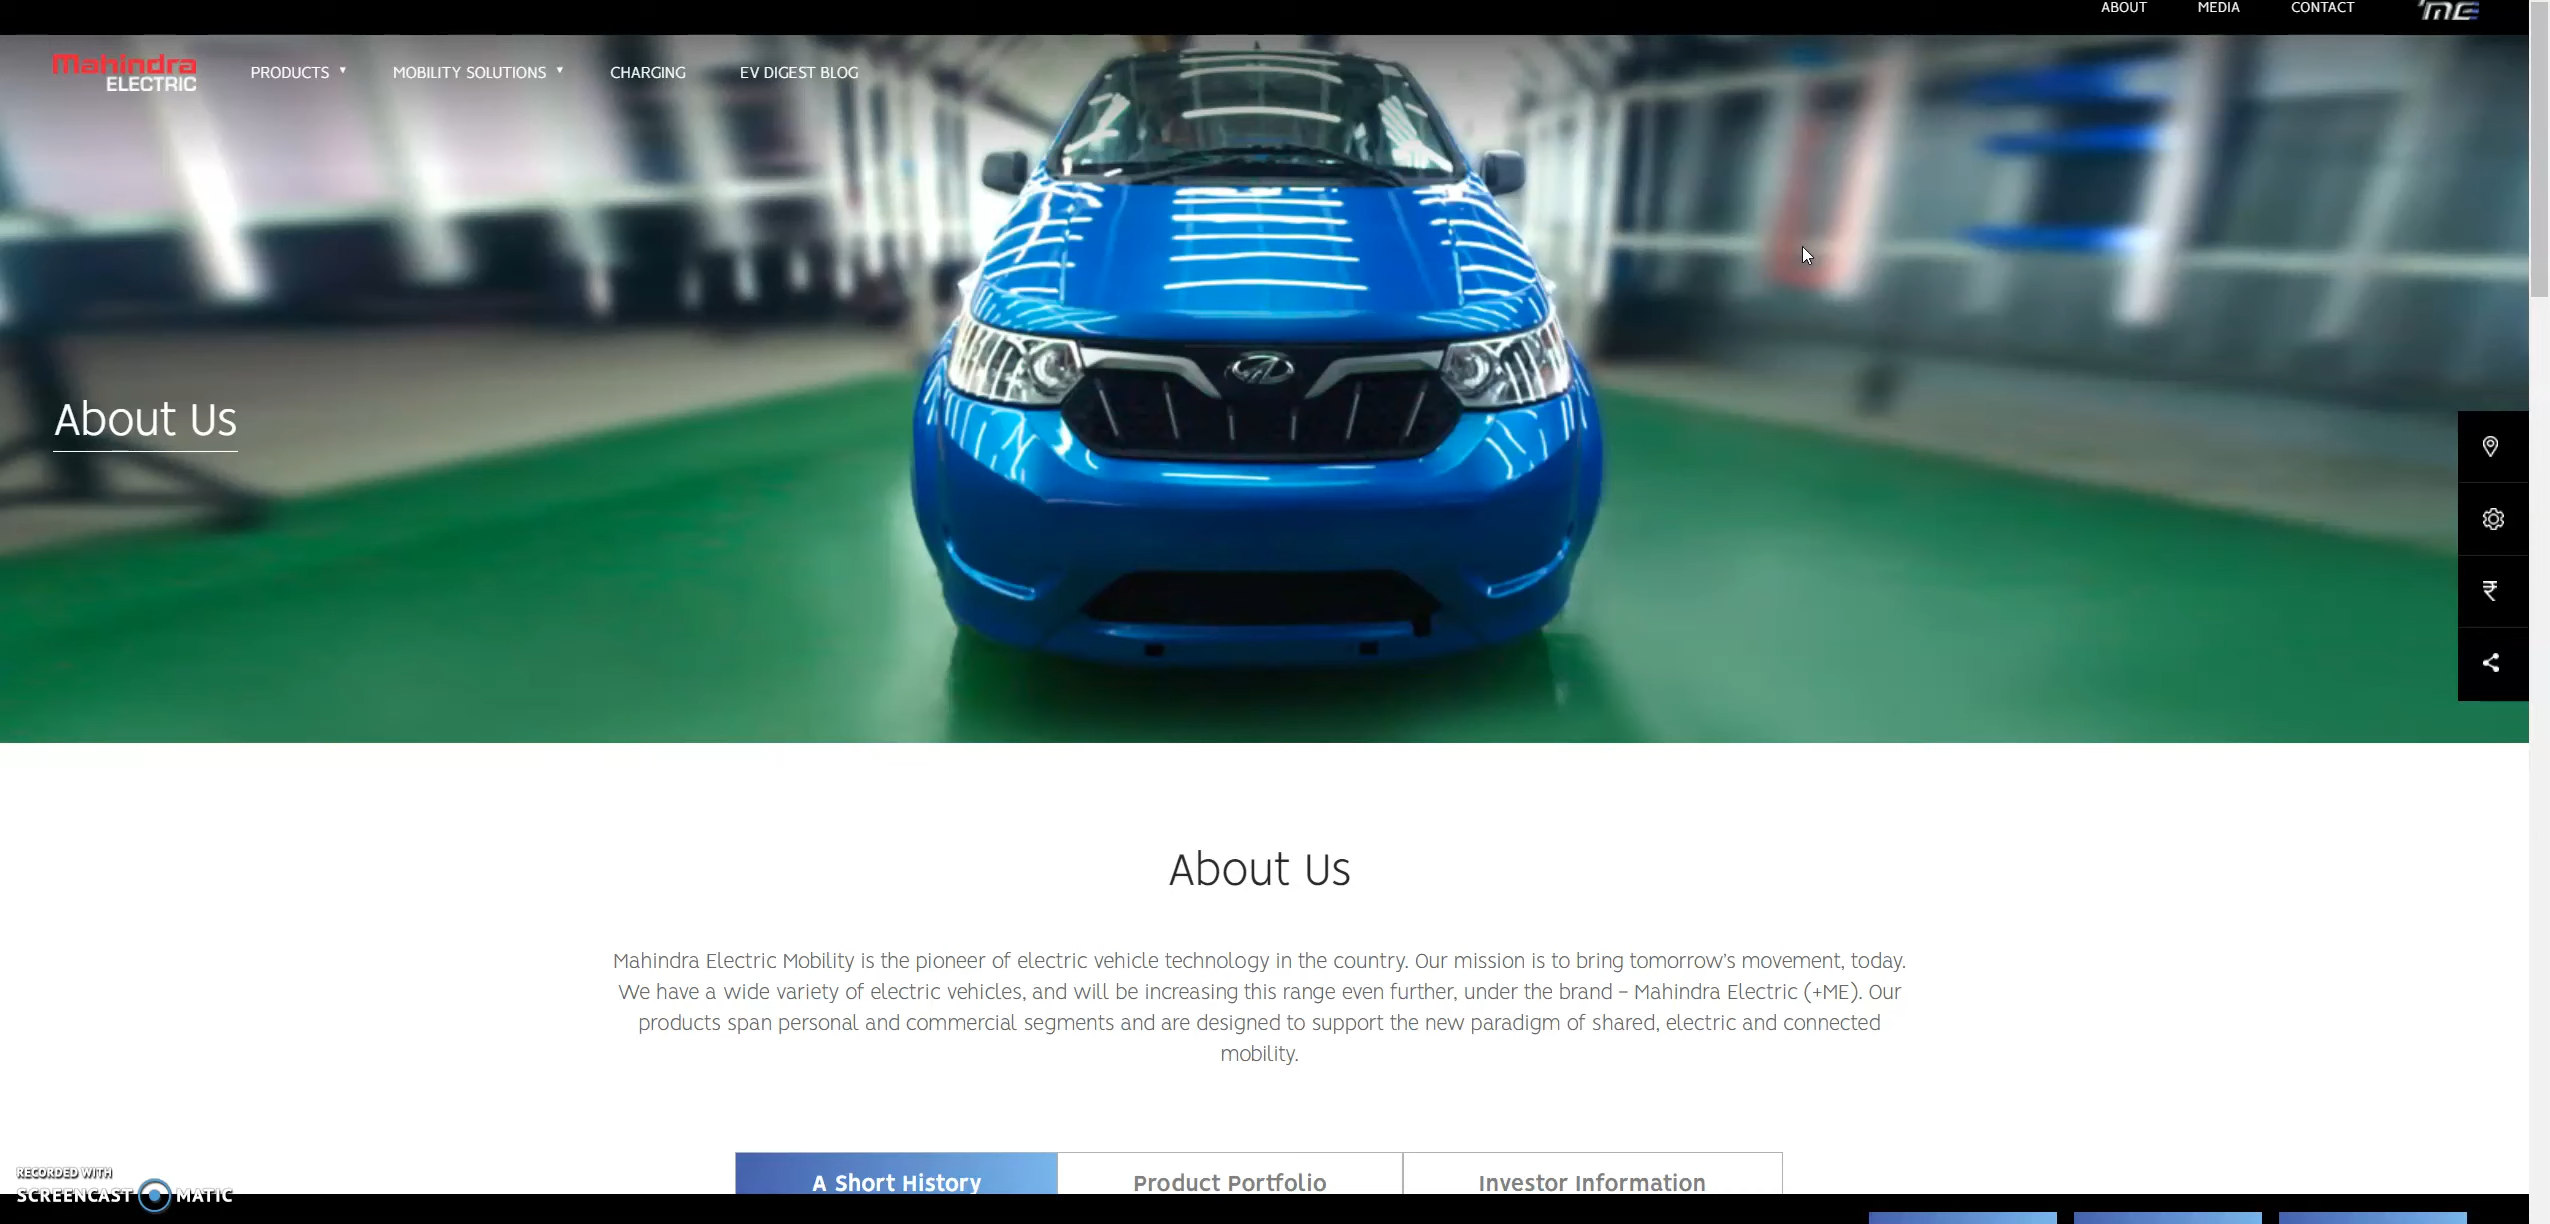 ABOUT MEDIA CONTACT ME
Mahindra
ELECTRIC
PRODUCTS MOBILITY SOLUTIONS CHARGING EV DIGEST BLOG
About Us
₹
About Us
Mahindra Electric Mobility is the pioneer of electric vehicle technology in the country. Our mission is to bring tomorrow's movement, today.
We have a wide variety of electric vehicles, and will be increasing this range even further, under the brand – Mahindra Electric (+ME). Our
products span personal and commercial segments and are designed to support the new paradigm of shared, electric and connected
mobility.
A Short History Product Portfolio Investor Information
RECORDED WITH
SCREENCAST MATIC